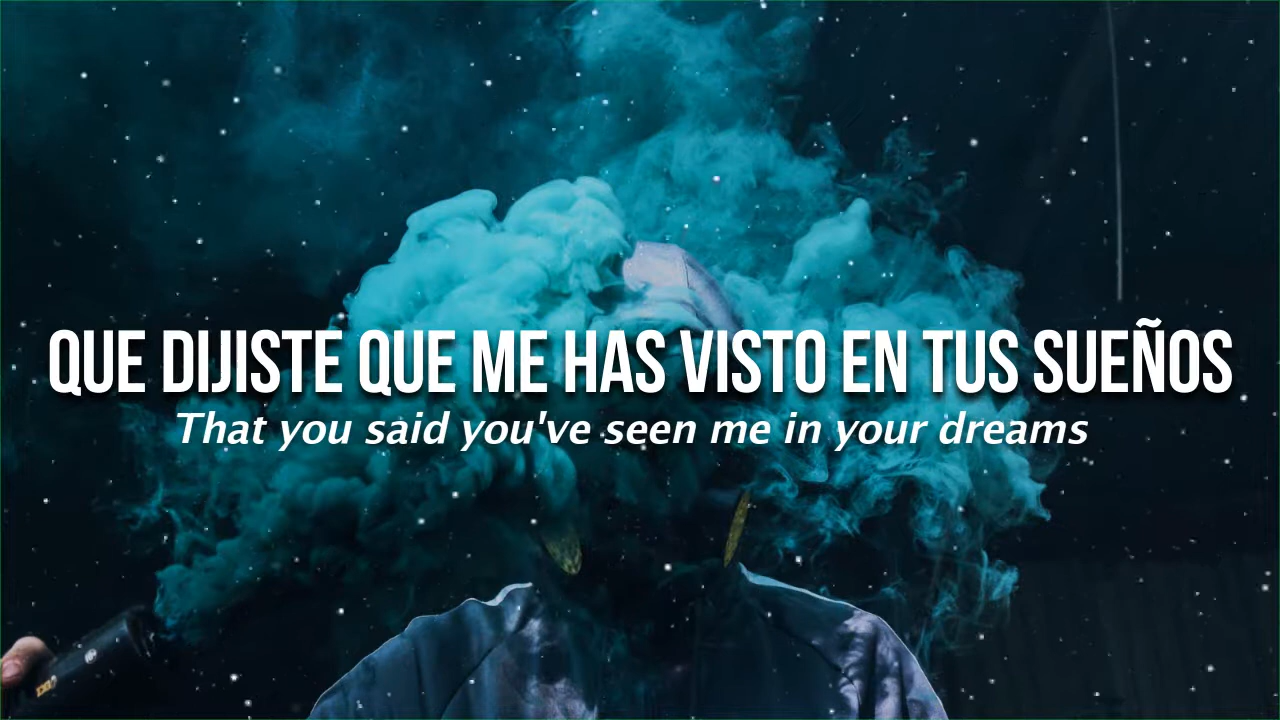 QUE DIJISTE QUE ME HAS VISTO EN TUS SUEÑOS
That you said you've seen me in your dreams